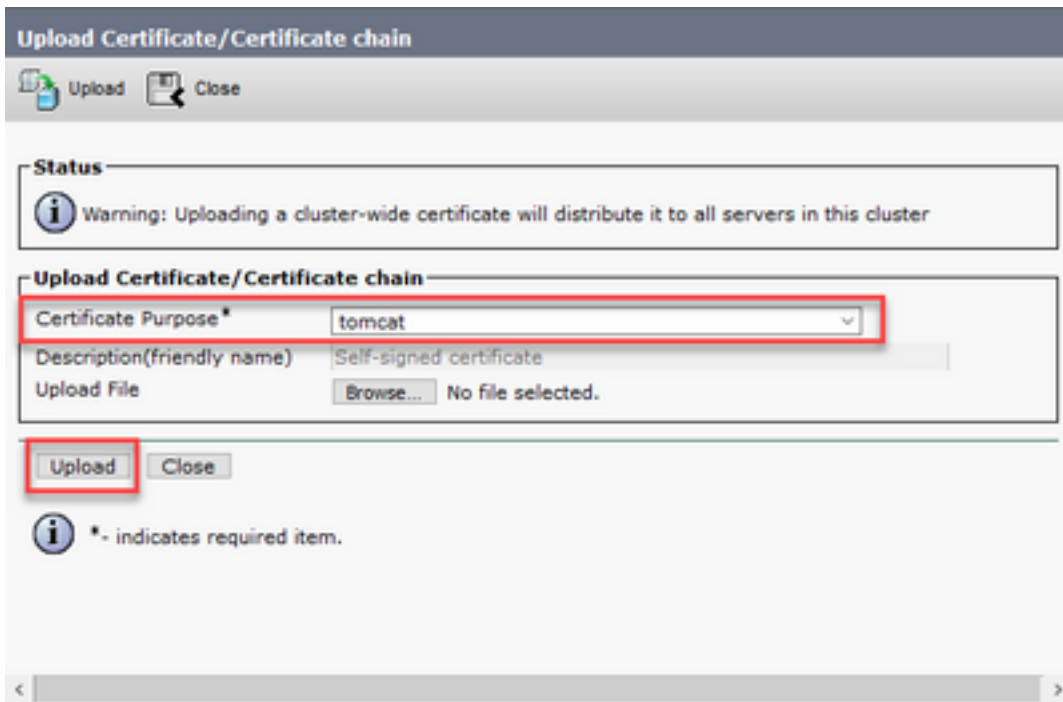 Upload Certificate/Certificate chain
Upload Close
Status
Warning: Uploading a cluster-wide certificate will distribute it to all servers in this cluster
Upload Certificate/Certificate chain
Certificate Purpose* tomcat
Description(friendly name) Self-signed certificate
Upload File Browse... No file selected.
Upload Close
*- indicates required item.